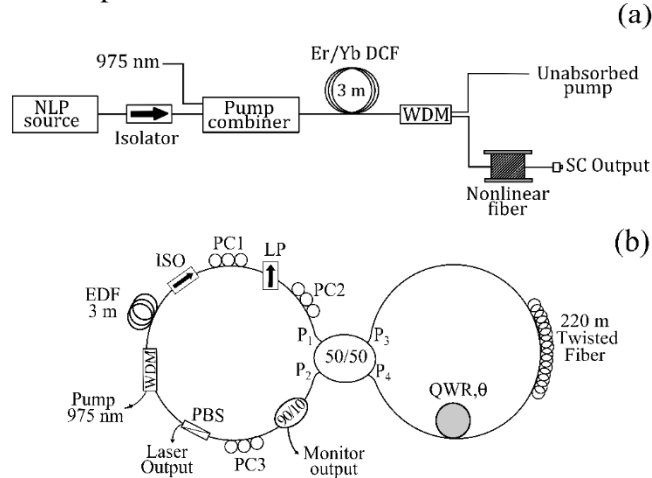 (a)
975 nm
Er/Yb DCF
3 m
Unabsorbed
pump
NLP
source
Isolator
Pump
combiner
WDM
SC Output
Nonlinear
fiber
(b)
ISO
PC1
LP
PC2
EDF
3 m
P1
P3
50/50
P2
P4
220 m
Twisted
Fiber
WDM
Pump
975 nm
PBS
Laser
Output
PC3
90/10
Monitor
output
QWR,θ